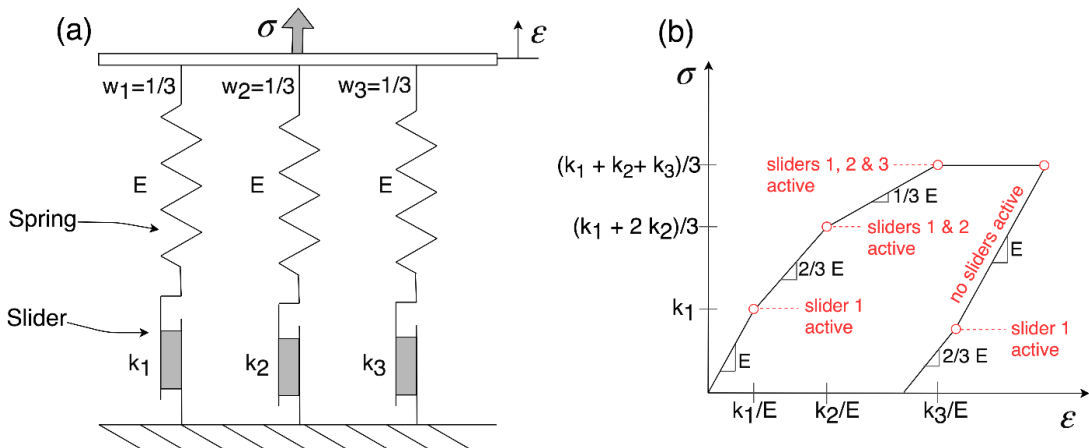 (a)
σ
ε
w1=1/3
w2=1/3
w3=1/3
E
E
E
Spring
Slider
k1
k2
k3
(b)
σ
(k1 + k2+ k3)/3
(k1 + 2 k2)/3
k1
sliders 1, 2 & 3
active
1/3 E
sliders 1 & 2
active
2/3 E
slider 1
active
E
no sliders active
E
slider 1
active
2/3 E
k1/E
k2/E
k3/E
ε